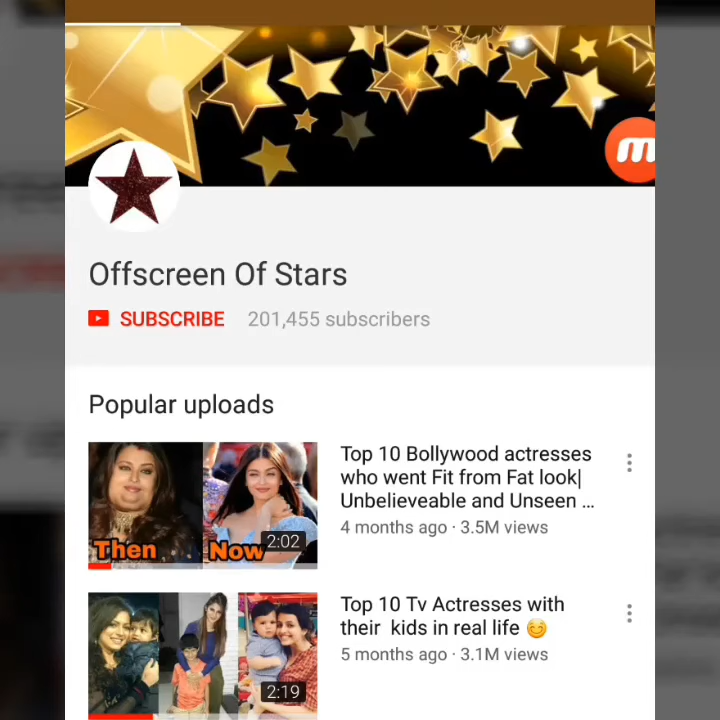 m
Offscreen Of Stars
SUBSCRIBE 201,455 subscribers
Popular uploads
Then Now 2:02
Top 10 Bollywood actresses
who went Fit from Fat look|
Unbelieveable and Unseen ...
4 months ago · 3.5M views
2:19
Top 10 Tv Actresses with
their kids in real life 😊
5 months ago · 3.1M views